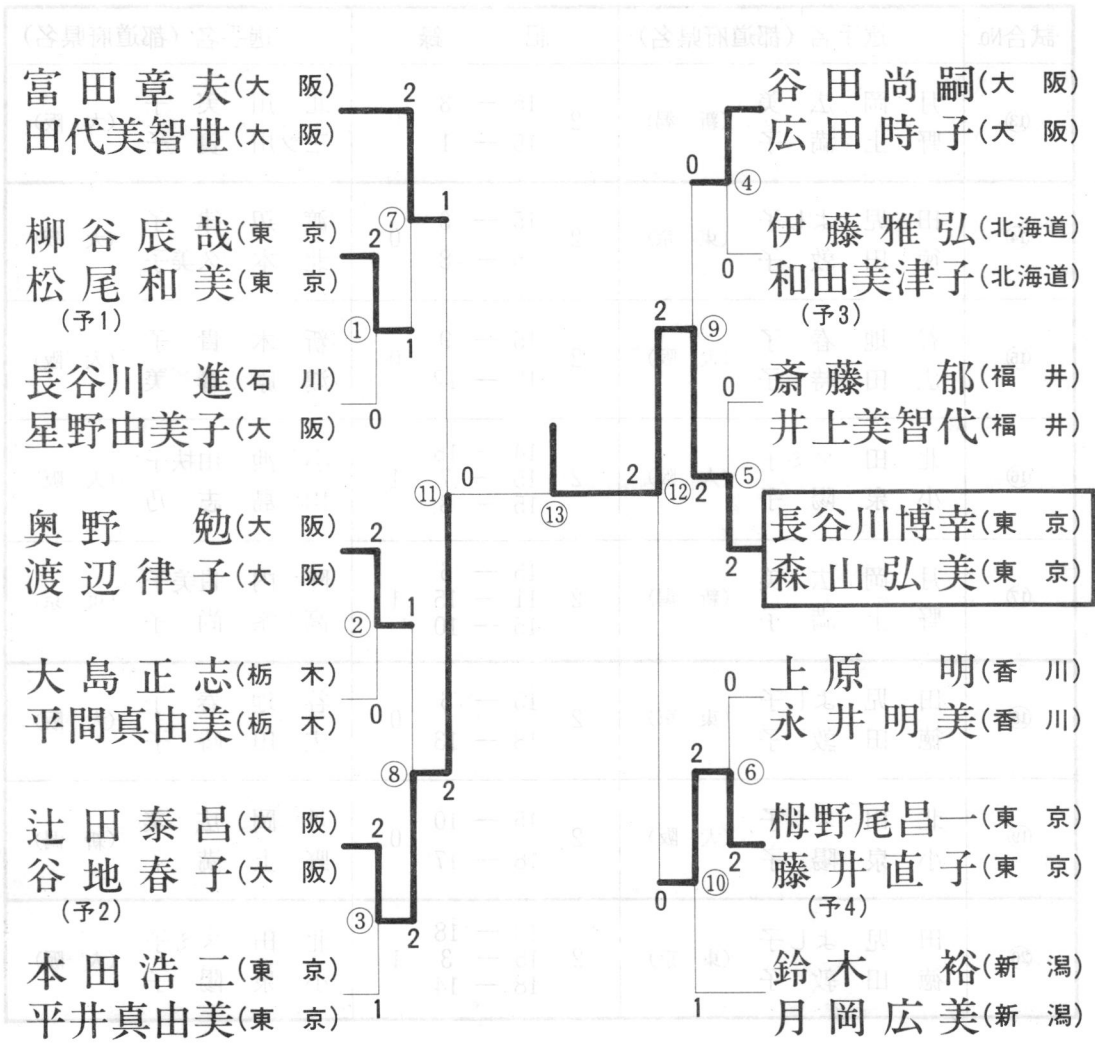 富田章夫(大 阪)
田代美智世(大 阪)
柳谷辰哉(東 京)
松尾和美(東 京)
(予1)
長谷川 進(石 川)
星野由美子(大 阪)
奥野 勉(大 阪)
渡辺律子(大 阪)
大島正志(栃 木)
平間真由美(栃 木)
辻田泰昌(大 阪)
谷地春子(大 阪)
(予2)
本田浩二(東 京)
平井真由美(東 京)
2
⑦
1
2
①
1
0
⑪
0
2
②
1
0
⑧
2
2
③
2
1
⑬
谷田尚嗣(大 阪)
広田時子(大 阪)
伊藤雅弘(北海道)
和田美津子(北海道)
(予3)
斎藤 郁(福 井)
井上美智代(福 井)
長谷川博幸(東 京)
森山弘美(東 京)
上原 明(香 川)
永井明美(香 川)
栂野尾昌一(東 京)
藤井直子(東 京)
(予4)
鈴木 裕(新 潟)
月岡広美(新 潟)
0
④
0
2
⑨
0
2
⑤
2
2
⑫
0
2
⑥
2
0
⑩
1